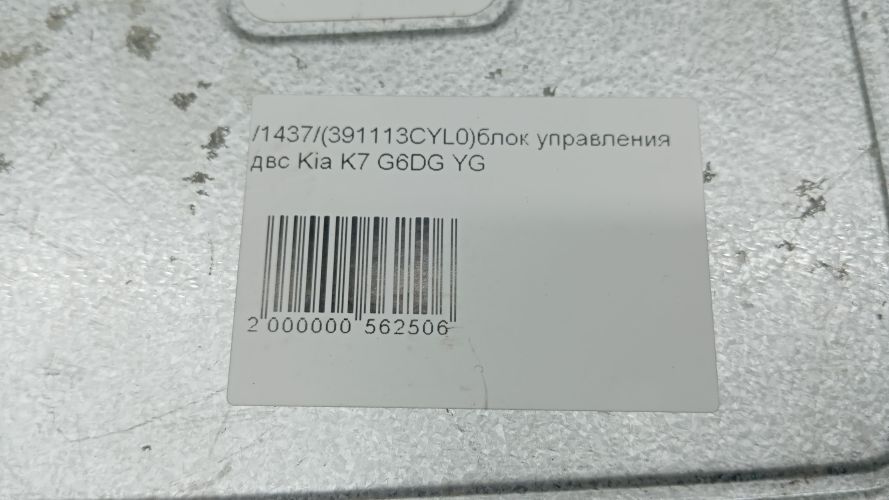 /1437/(391113CYL0)блок управления
двс Kia K7 G6DG YG
2 000000 562506